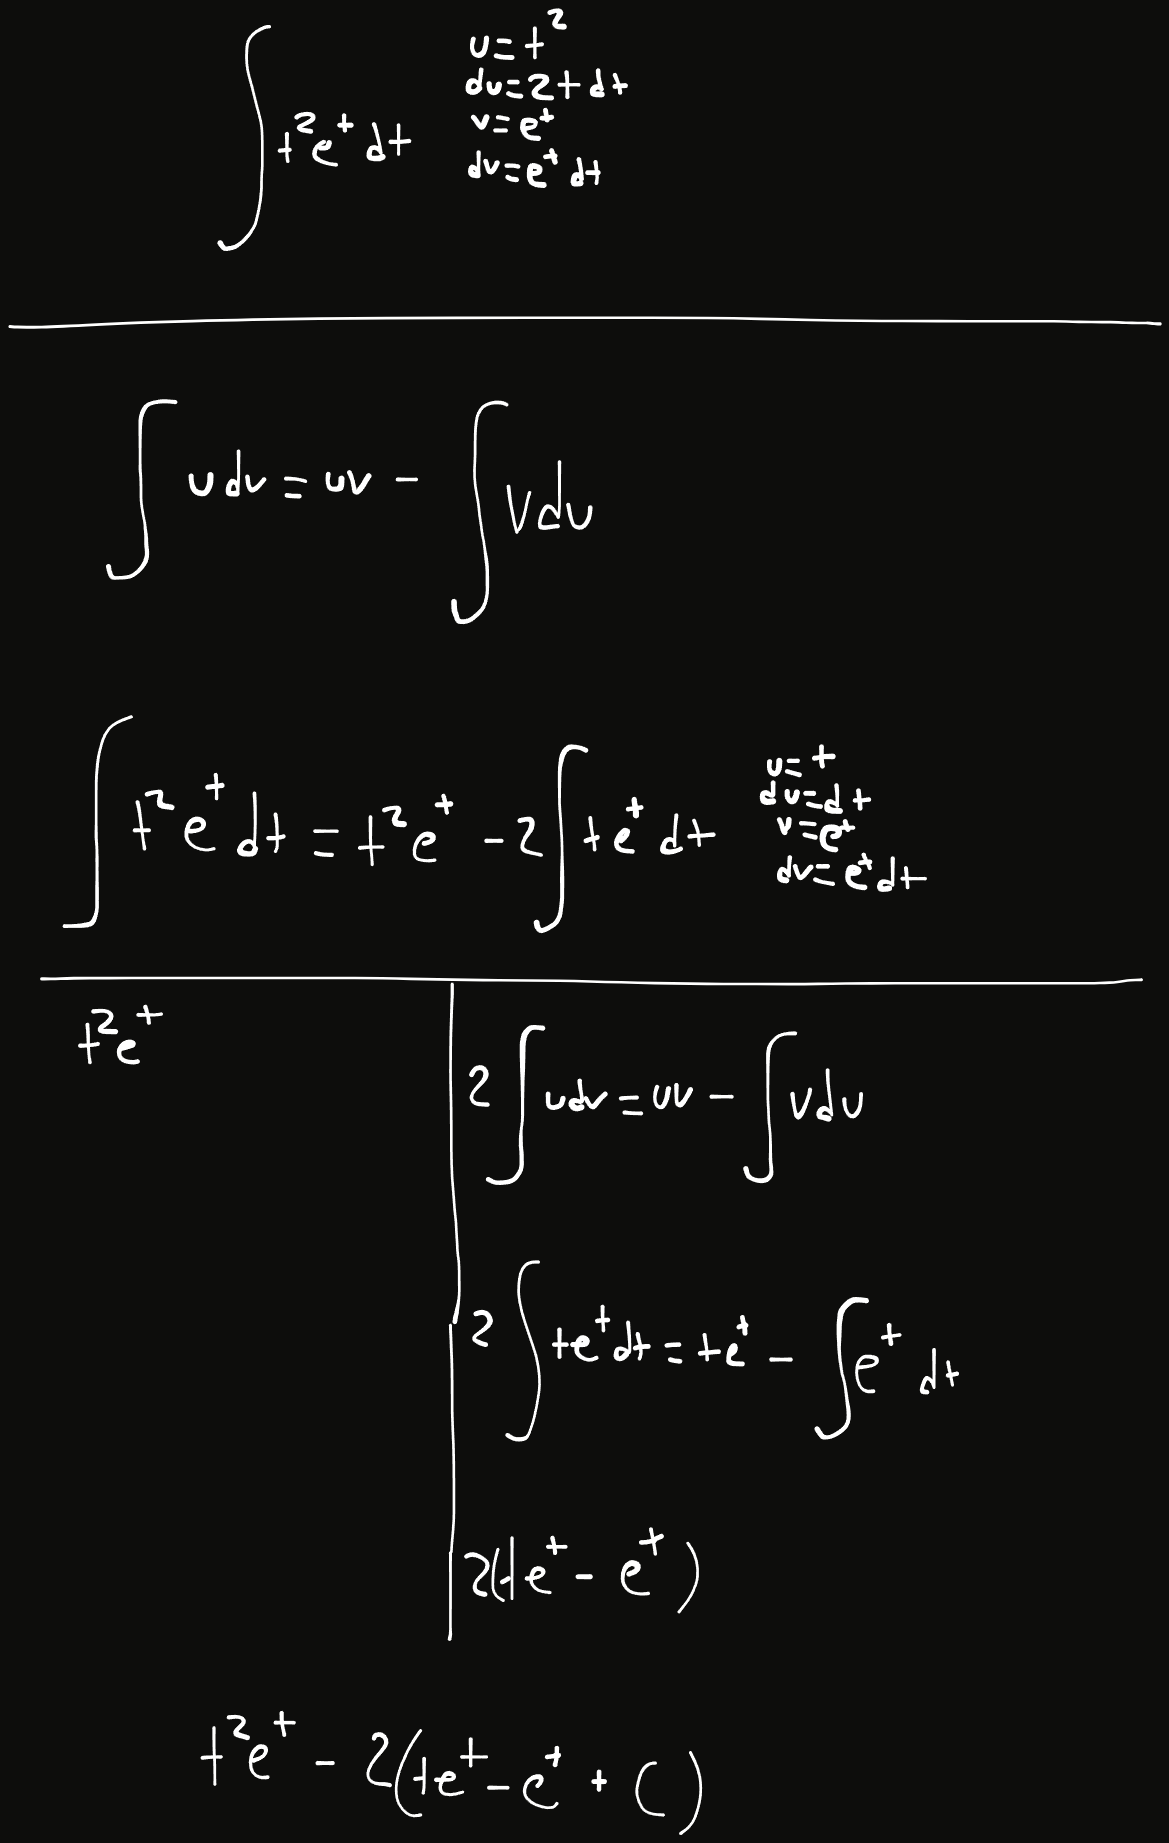 ∫ t²eᵗ dt
u = t²
du = 2t dt
v = eᵗ
dv = eᵗ dt
∫ u dv = uv - ∫ v du
∫ t²eᵗ dt = t²eᵗ - 2 ∫ t eᵗ dt
u = t
du = dt
v = eᵗ
dv = eᵗ dt
t²eᵗ
2 ∫ u dv = uv - ∫ v du
2 ∫ teᵗ dt = teᵗ - ∫ eᵗ dt
2(teᵗ - eᵗ)
t²eᵗ - 2(teᵗ - eᵗ + C)